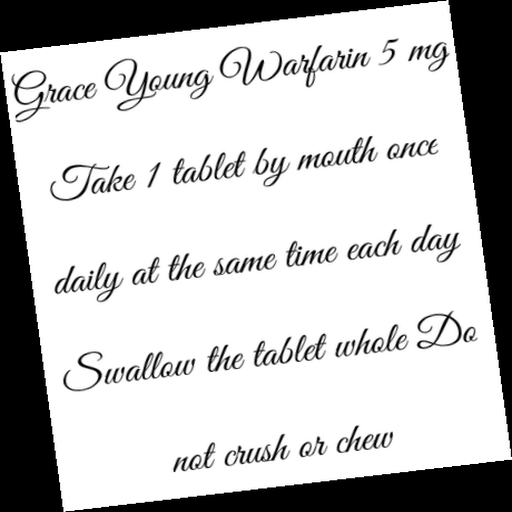 Grace Young Warfarin 5 mg
Take 1 tablet by mouth once
daily at the same time each day
Swallow the tablet whole Do
not crush or chew